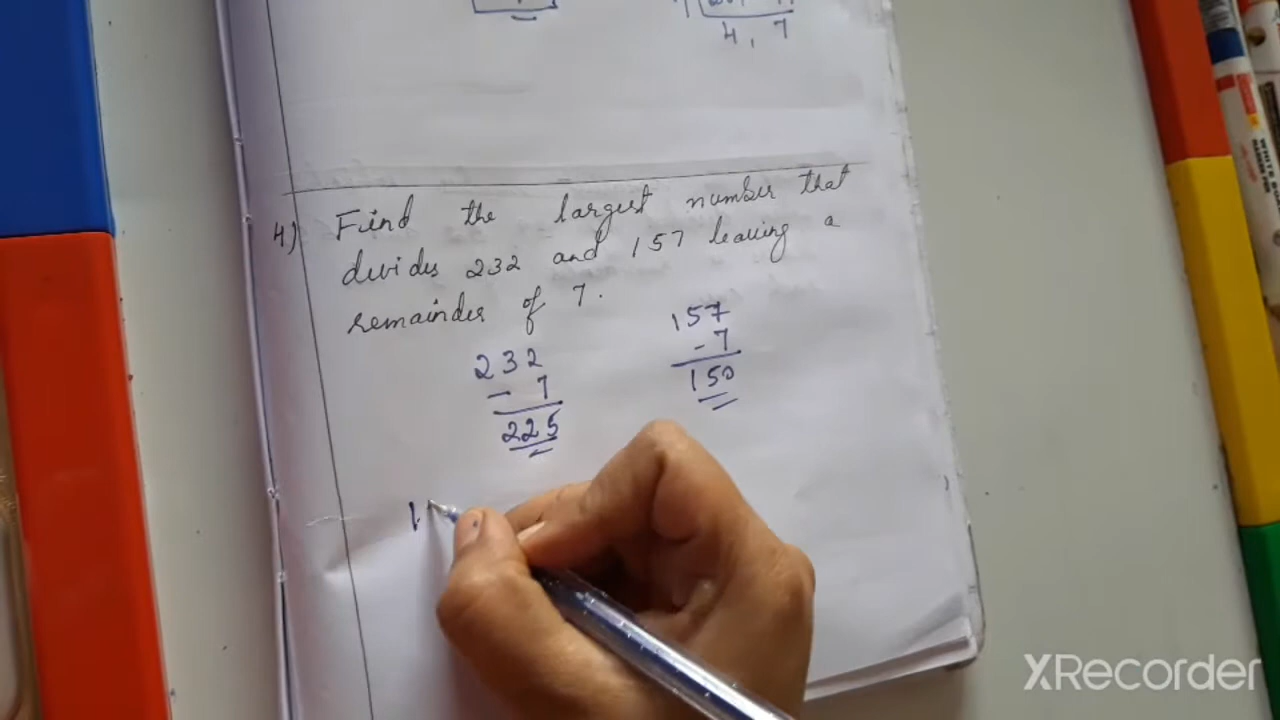 4, 7
4) Find the largest number that
divides 232 and 157 leaving a
remainder of 7.
232
- 7
225
157
- 7
150
XRecorder